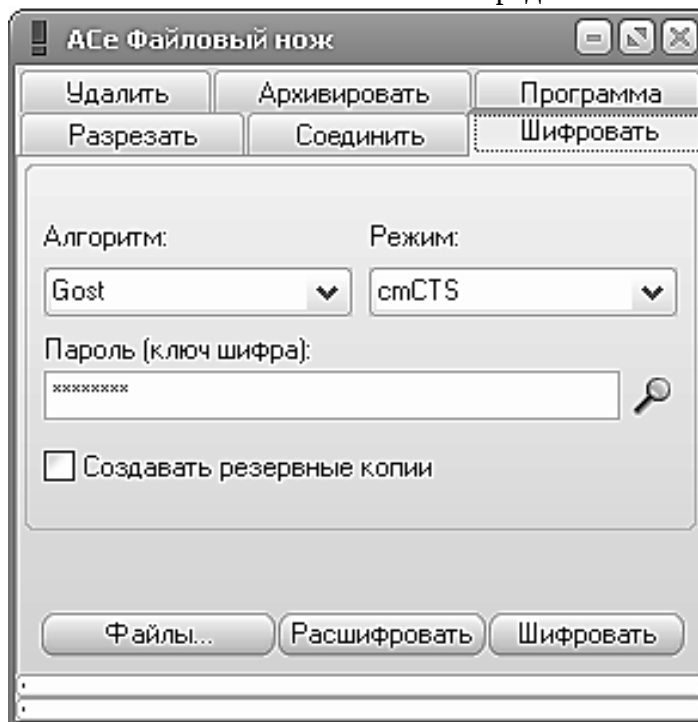 ACe Файловый нож
Удалить Архивировать Программа
Разрезать Соединить Шифровать
Алгоритм: Режим:
Gost cmCTS
Пароль (ключ шифра):
********
Создавать резервные копии
Файлы... Расшифровать Шифровать